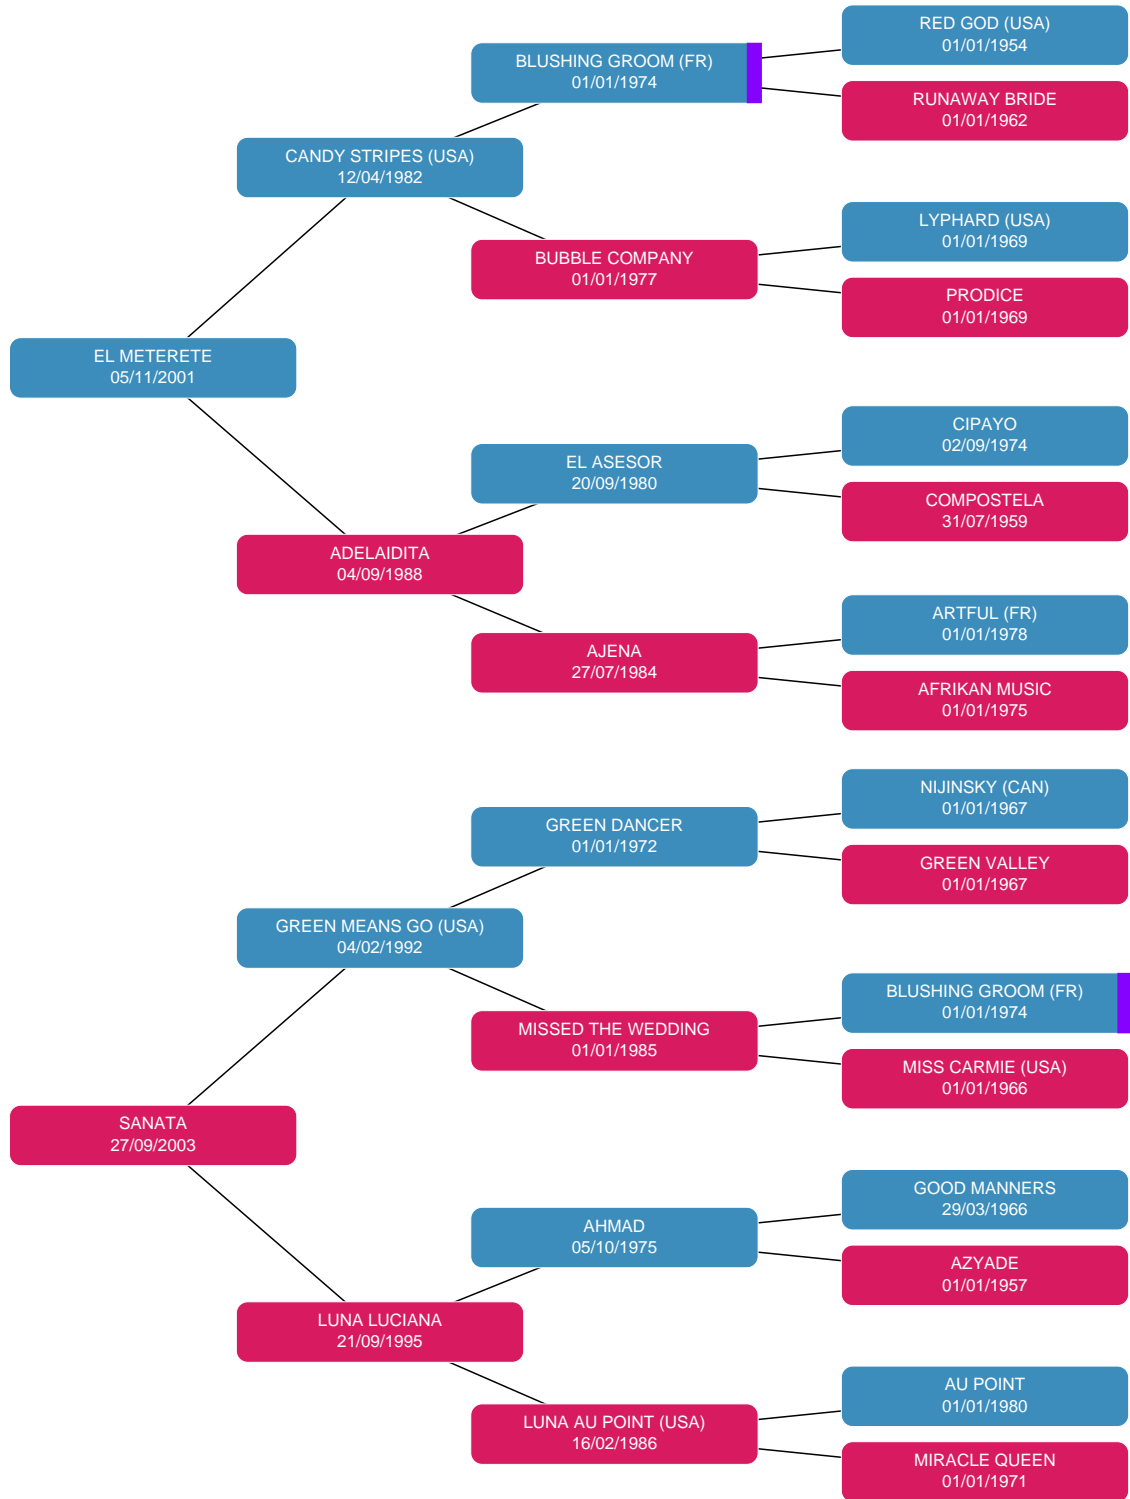 RED GOD (USA)
01/01/1954
BLUSHING GROOM (FR)
01/01/1974
RUNAWAY BRIDE
01/01/1962
CANDY STRIPES (USA)
12/04/1982
LYPHARD (USA)
01/01/1969
BUBBLE COMPANY
01/01/1977
PRODICE
01/01/1969
EL METERETE
05/11/2001
CIPAYO
02/09/1974
EL ASESOR
20/09/1980
COMPOSTELA
31/07/1959
ADELAIDITA
04/09/1988
ARTFUL (FR)
01/01/1978
AJENA
27/07/1984
AFRIKAN MUSIC
01/01/1975
NIJINSKY (CAN)
01/01/1967
GREEN DANCER
01/01/1972
GREEN VALLEY
01/01/1967
GREEN MEANS GO (USA)
04/02/1992
BLUSHING GROOM (FR)
01/01/1974
MISSED THE WEDDING
01/01/1985
MISS CARMIE (USA)
01/01/1966
SANATA
27/09/2003
GOOD MANNERS
29/03/1966
AHMAD
05/10/1975
AZYADE
01/01/1957
LUNA LUCIANA
21/09/1995
AU POINT
01/01/1980
LUNA AU POINT (USA)
16/02/1986
MIRACLE QUEEN
01/01/1971